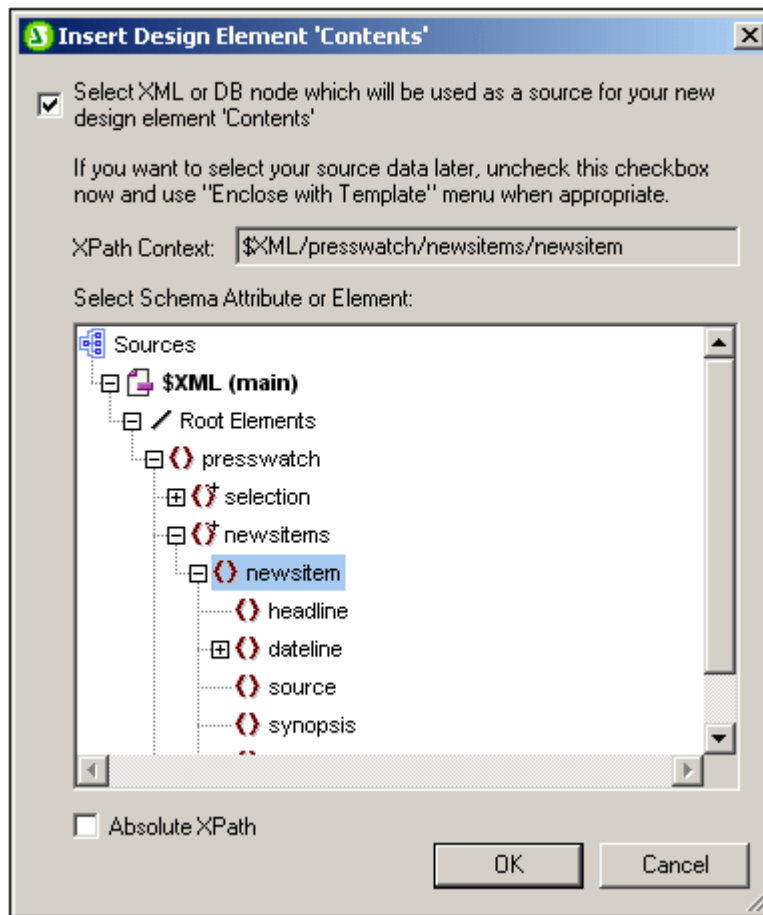 Insert Design Element 'Contents'
Select XML or DB node which will be used as a source for your new
design element 'Contents'
If you want to select your source data later, uncheck this checkbox
now and use "Enclose with Template" menu when appropriate.
XPath Context: $XML/presswatch/newsitems/newsitem
Select Schema Attribute or Element:
Sources
$XML (main)
Root Elements
presswatch
selection
newsitems
newsitem
headline
dateline
source
synopsis
Absolute XPath
OK Cancel